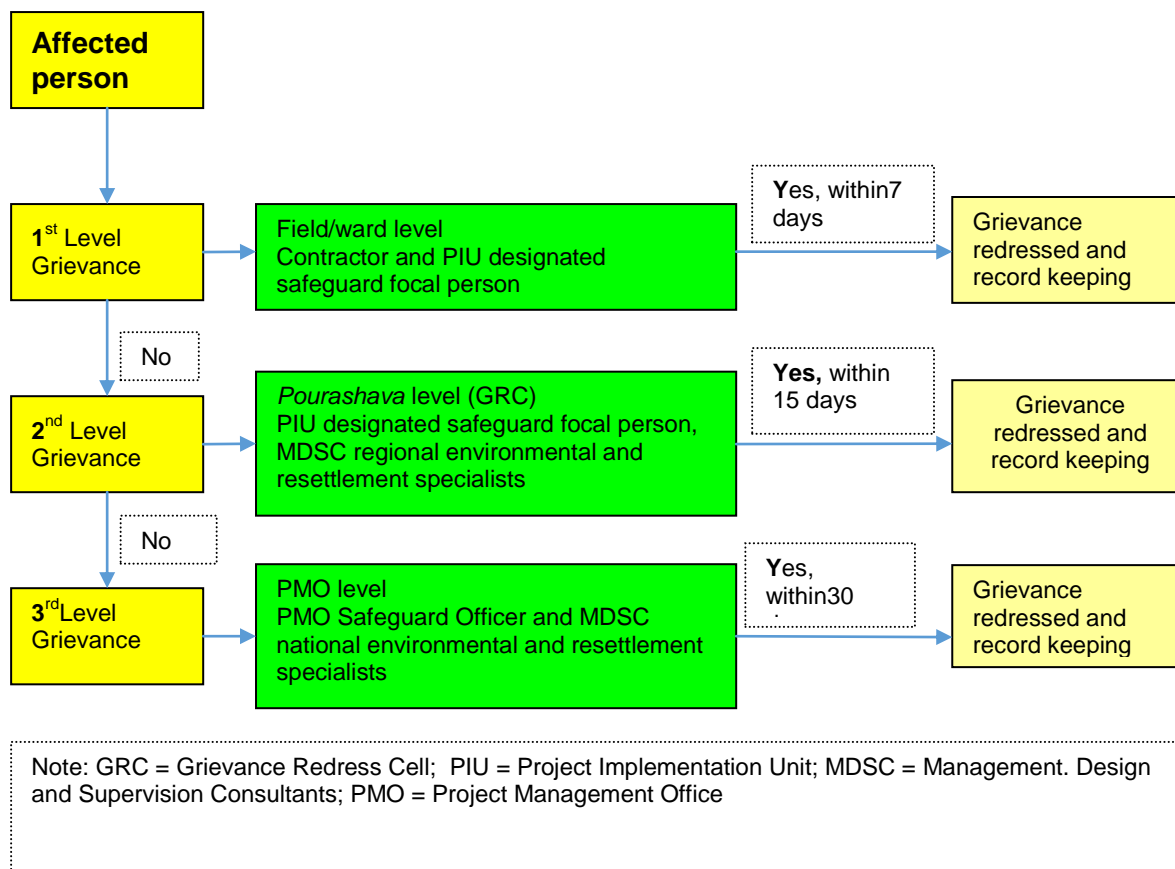 Affected
person
1st Level
Grievance
Field/ward level
Contractor and PIU designated
safeguard focal person
Yes, within7
days
Grievance
redressed and
record keeping
No
2nd Level
Grievance
Pourashava level (GRC)
PIU designated safeguard focal person,
MDSC regional environmental and
resettlement specialists
Yes, within
15 days
Grievance
redressed and
record keeping
No
3rdLevel
Grievance
PMO level
PMO Safeguard Officer and MDSC
national environmental and resettlement
specialists
Yes,
within30
Grievance
redressed and
record keeping
Note: GRC = Grievance Redress Cell;  PIU = Project Implementation Unit; MDSC = Management. Design
and Supervision Consultants; PMO = Project Management Office